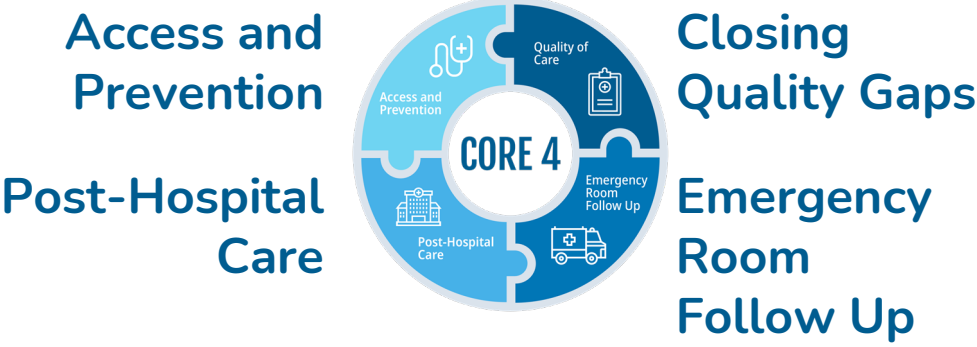 Access and
Prevention
Post-Hospital
Care
Access and
Prevention
Quality of
Care
CORE 4
Emergency
Room
Follow Up
Post-Hospital
Care
Closing
Quality Gaps
Emergency
Room
Follow Up